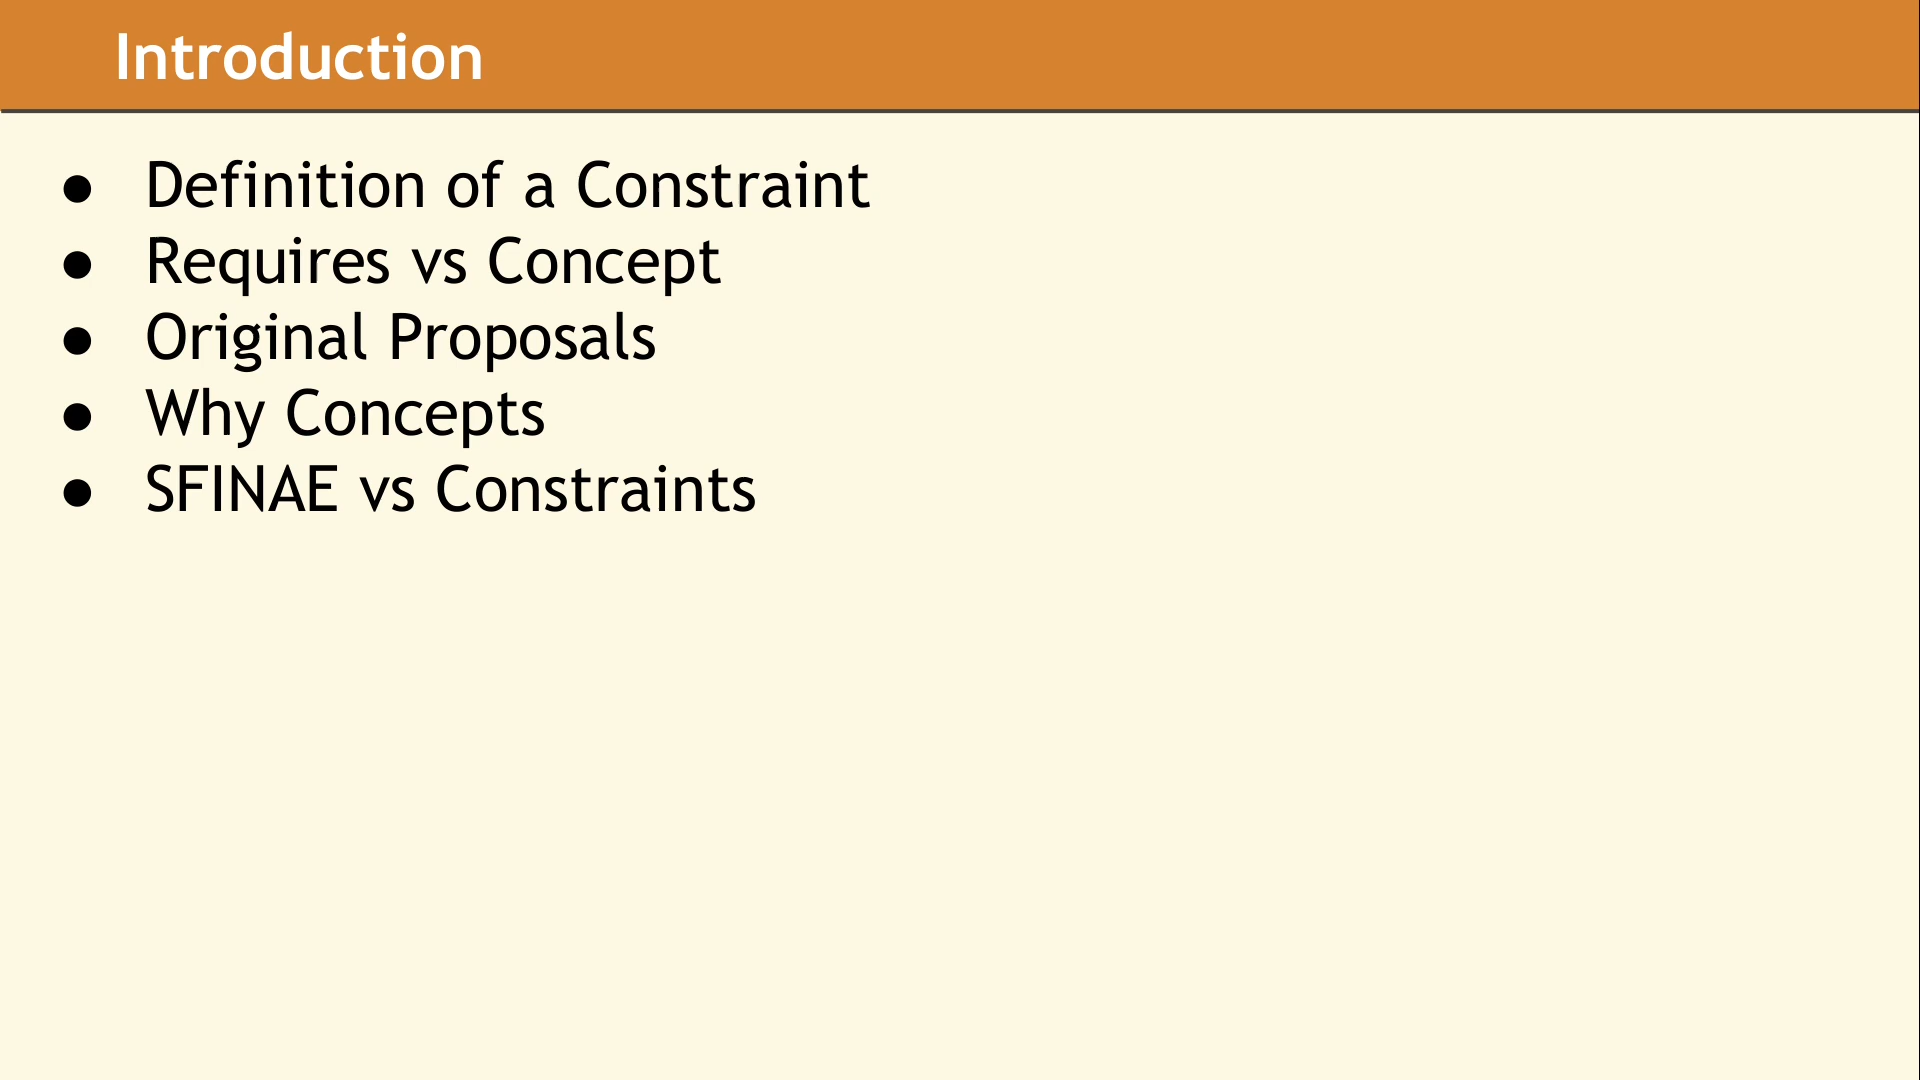 Introduction
● Definition of a Constraint
● Requires vs Concept
● Original Proposals
● Why Concepts
● SFINAE vs Constraints